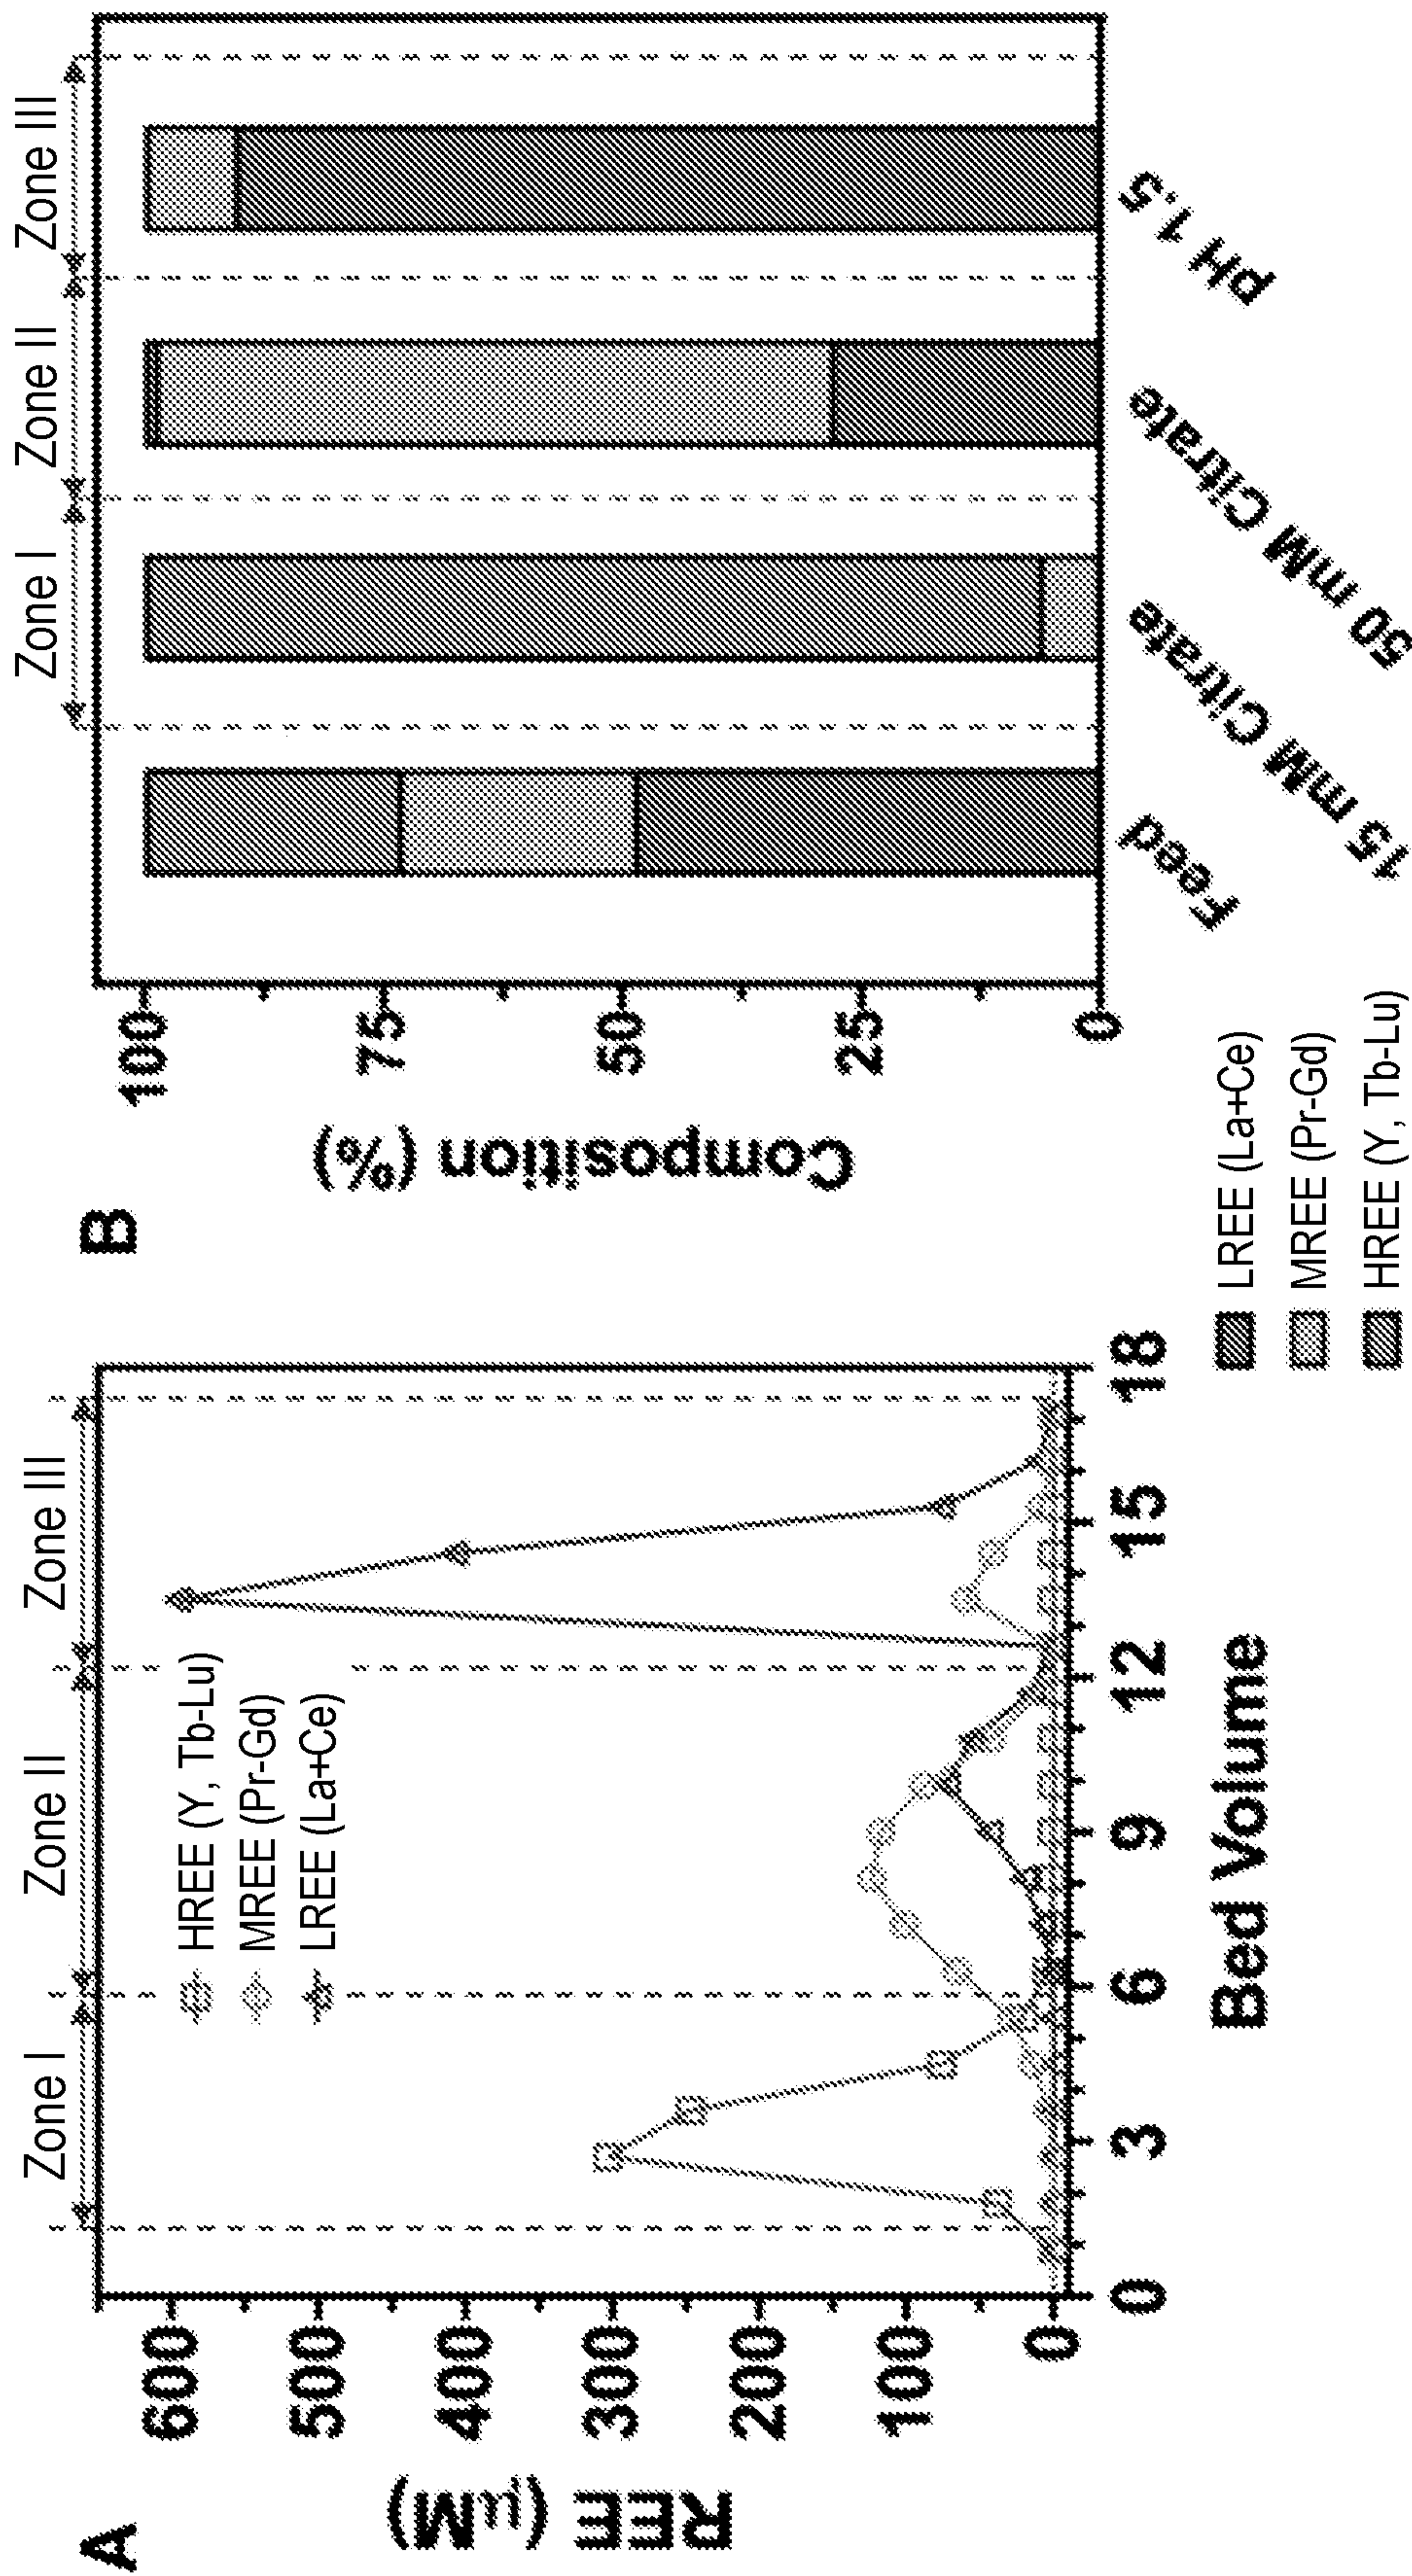 A
Zone I
Zone II
Zone III
REE (μM)
600
500
400
300
200
100
0
HREE (Y, Tb-Lu)
MREE (Pr-Gd)
LREE (La+Ce)
0
3
6
9
12
15
18
Bed Volume
B
Zone I
Zone II
Zone III
Composition (%)
100
75
50
25
0
Feed
15 mM Citrate
50 mM Citrate
pH 1.5
LREE (La+Ce)
MREE (Pr-Gd)
HREE (Y, Tb-Lu)